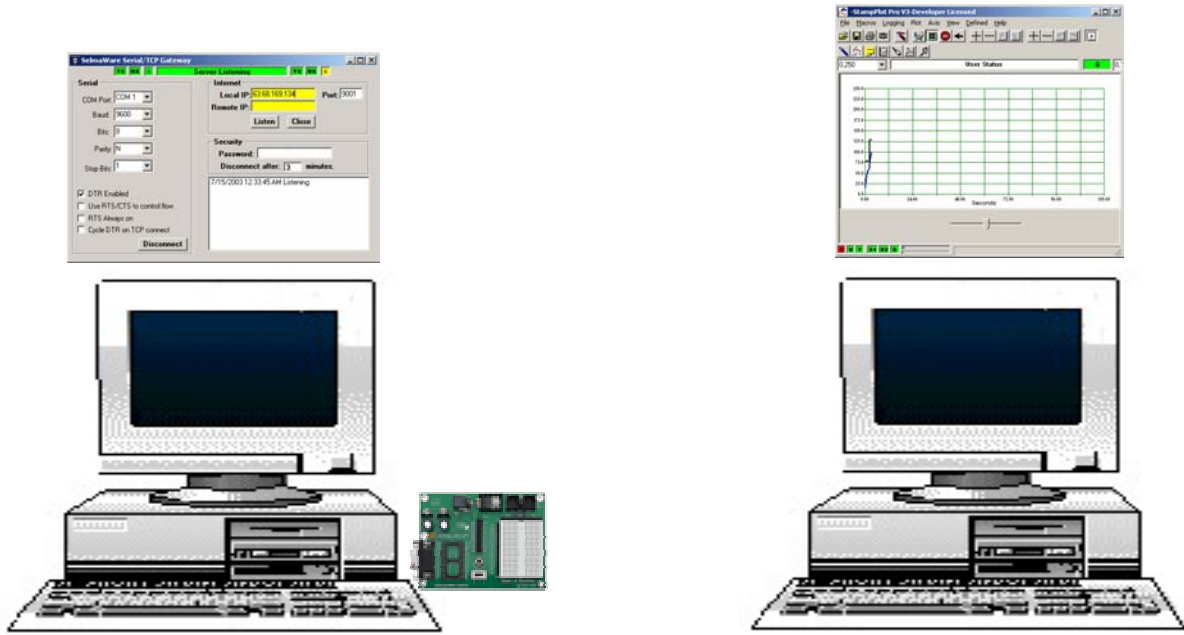 SelmaWare Serial/TCP Gateway
Server Listening
Serial
COM Port: COM 1
Baud: 9600
Bits: 8
Parity: N
Stop Bits: 1
DTR Enabled
Use RTS/CTS to control flow
RTS Always on
Cycle DTR on TCP connect
Disconnect
Internet
Local IP: 63.68.169.134 Port: 9001
Remote IP:
Listen Close
Security
Password:
Disconnect after: 3 minutes.
7/15/2003 12:33:45 AM Listening
-StampPlot Pro V3-Developer Licensed
File Macros Logging Plot Axis View Defined Help
0.250 User Status 0
Seconds